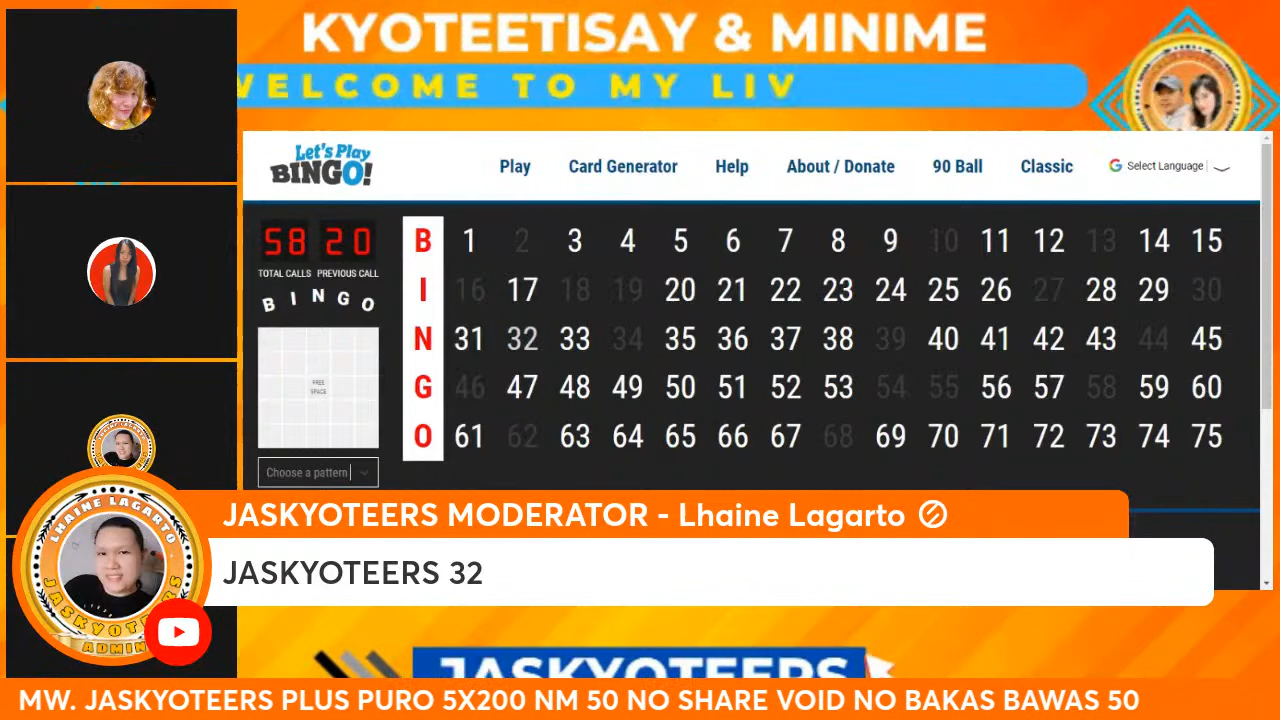 KYOTEETISAY & MINIME
WELCOME TO MY LIV
Let's Play
BINGO!
Play Card Generator Help About / Donate 90 Ball Classic G Select Language
58 20
TOTAL CALLS PREVIOUS CALL
B I N G O
FREE
SPACE
Choose a pattern
B 1 2 3 4 5 6 7 8 9 10 11 12 13 14 15
I 16 17 18 19 20 21 22 23 24 25 26 27 28 29 30
N 31 32 33 34 35 36 37 38 39 40 41 42 43 44 45
G 46 47 48 49 50 51 52 53 54 55 56 57 58 59 60
O 61 62 63 64 65 66 67 68 69 70 71 72 73 74 75
LHAINE LAGARTO
JASKYOTEERS
ADMIN
JASKYOTEERS MODERATOR - Lhaine Lagarto
JASKYOTEERS 32
JASKYOTEERS
MW. JASKYOTEERS PLUS PURO 5X200 NM 50 NO SHARE VOID NO BAKAS BAWAS 50